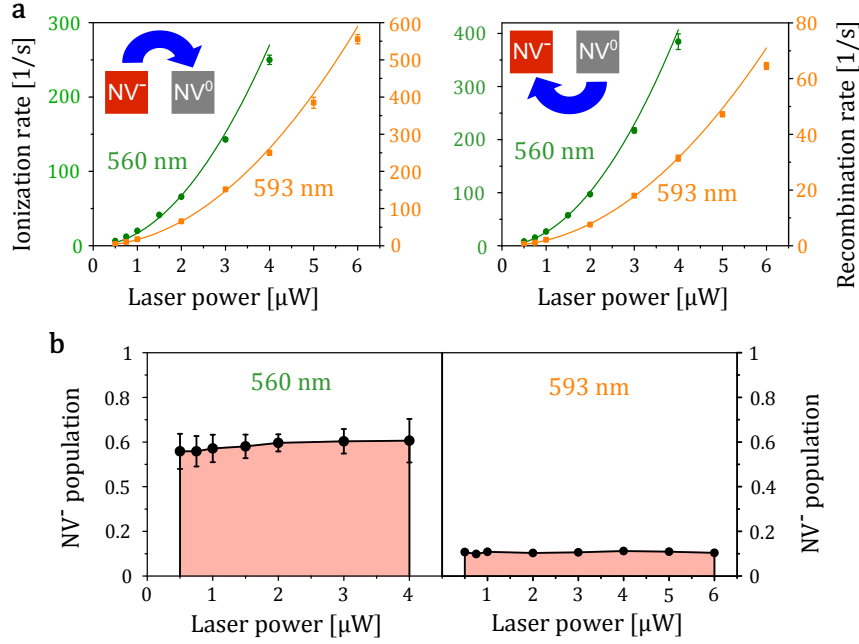 a
Ionization rate [1/s]
300
200
100
0
NV⁻
NV⁰
560 nm
593 nm
600
500
450
300
250
100
150
0
0 1 2 3 4 5 6
Laser power [μW]
400
300
200
100
0
NV⁻
NV⁰
560 nm
593 nm
80
60
40
20
0
Recombination rate [1/s]
0 1 2 3 4 5 6
Laser power [μW]
b
NV⁻ population
1
0.8
0.6
0.5
0.2
0
560 nm
593 nm
1
0.8
0.6
0.4
0.2
0
NV⁻ population
0 1 2 3 4
1 2 3 4 5 6
Laser power [μW]
Laser power [μW]